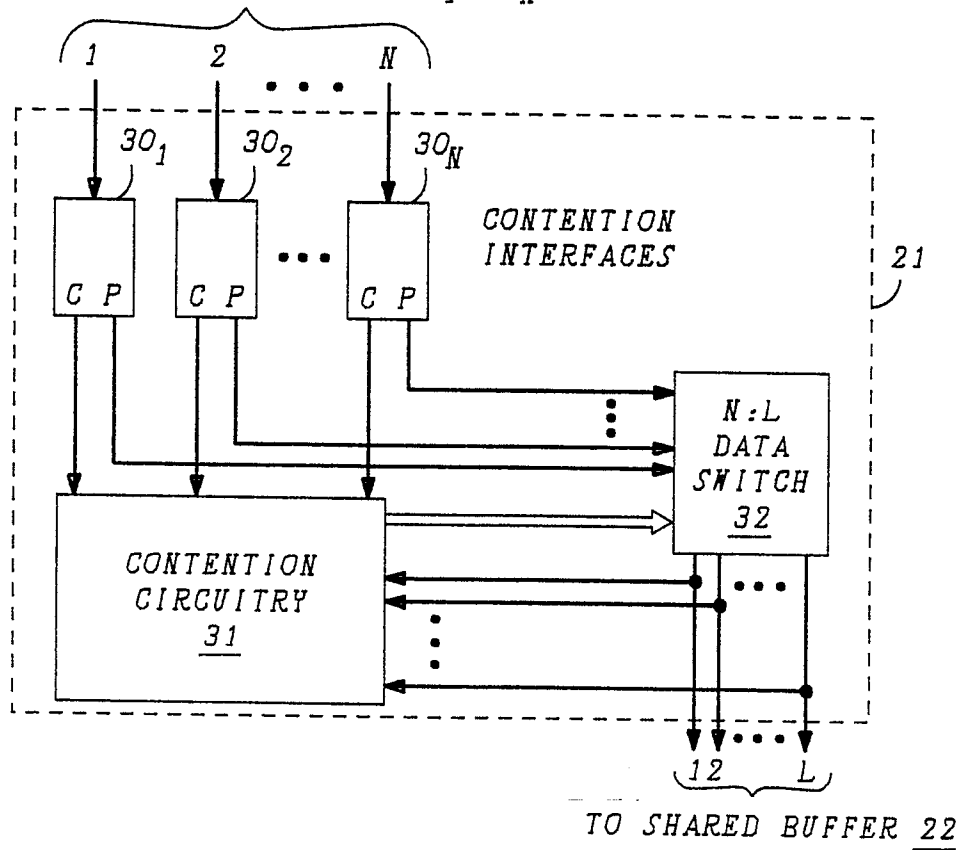 1 2 N
30₁ 30₂ 30_N
CONTENTION
INTERFACES
21
C P C P C P
N:L
DATA
SWITCH
32
CONTENTION
CIRCUITRY
31
1 2 L
TO SHARED BUFFER 22